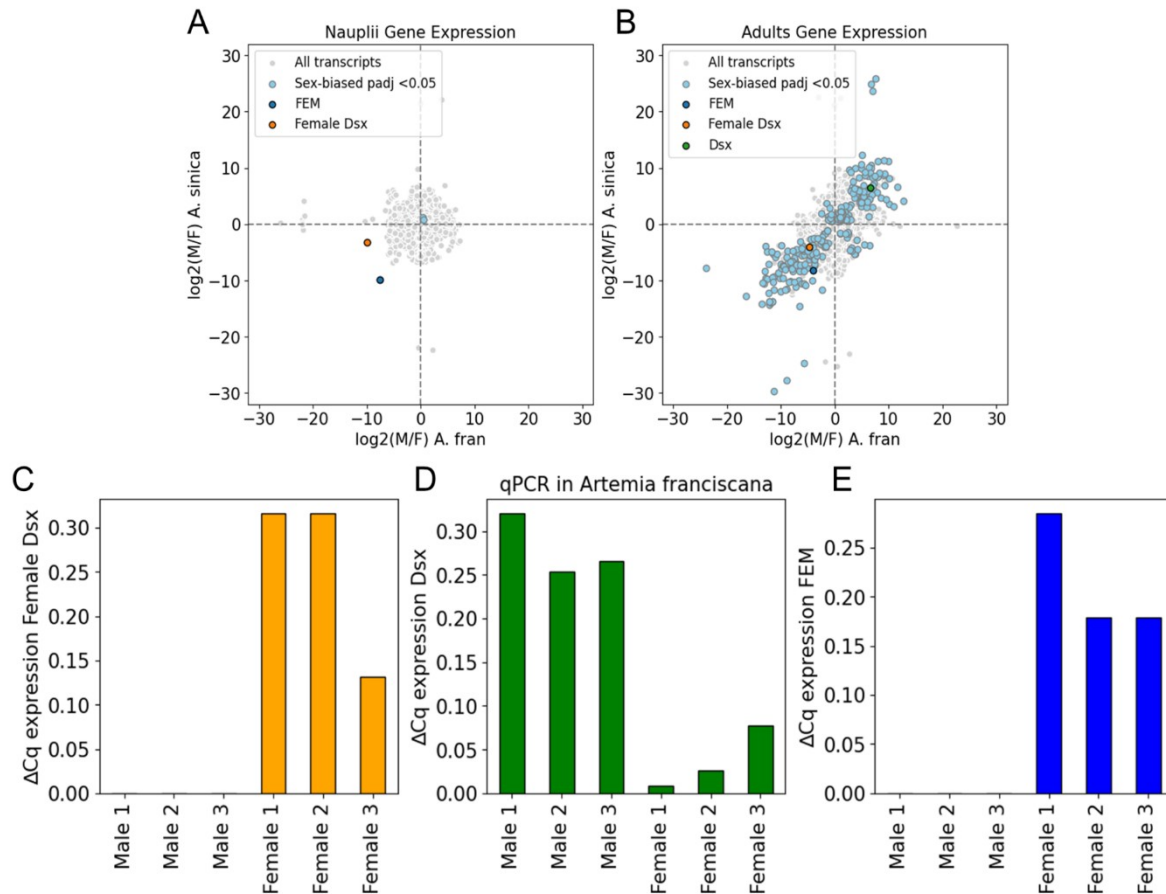 A
Nauplii Gene Expression
All transcripts
Sex-biased padj <0.05
FEM
Female Dsx
30
20
10
0
−10
−20
−30
log2(M/F) A. sinica
−30 −20 −10 0 10 20 30
log2(M/F) A. fran
B
Adults Gene Expression
All transcripts
Sex-biased padj <0.05
FEM
Female Dsx
Dsx
30
20
10
0
−10
−20
−30
log2(M/F) A. sinica
−30 −20 −10 0 10 20 30
log2(M/F) A. fran
C
ΔCq expression Female Dsx
0.30
0.25
0.20
0.15
0.10
0.05
0.00
Male 1
Male 2
Male 3
Female 1
Female 2
Female 3
D
qPCR in Artemia franciscana
ΔCq expression Dsx
0.30
0.25
0.20
0.15
0.10
0.05
0.00
Male 1
Male 2
Male 3
Female 1
Female 2
Female 3
E
ΔCq expression FEM
0.25
0.20
0.15
0.10
0.05
0.00
Male 1
Male 2
Male 3
Female 1
Female 2
Female 3